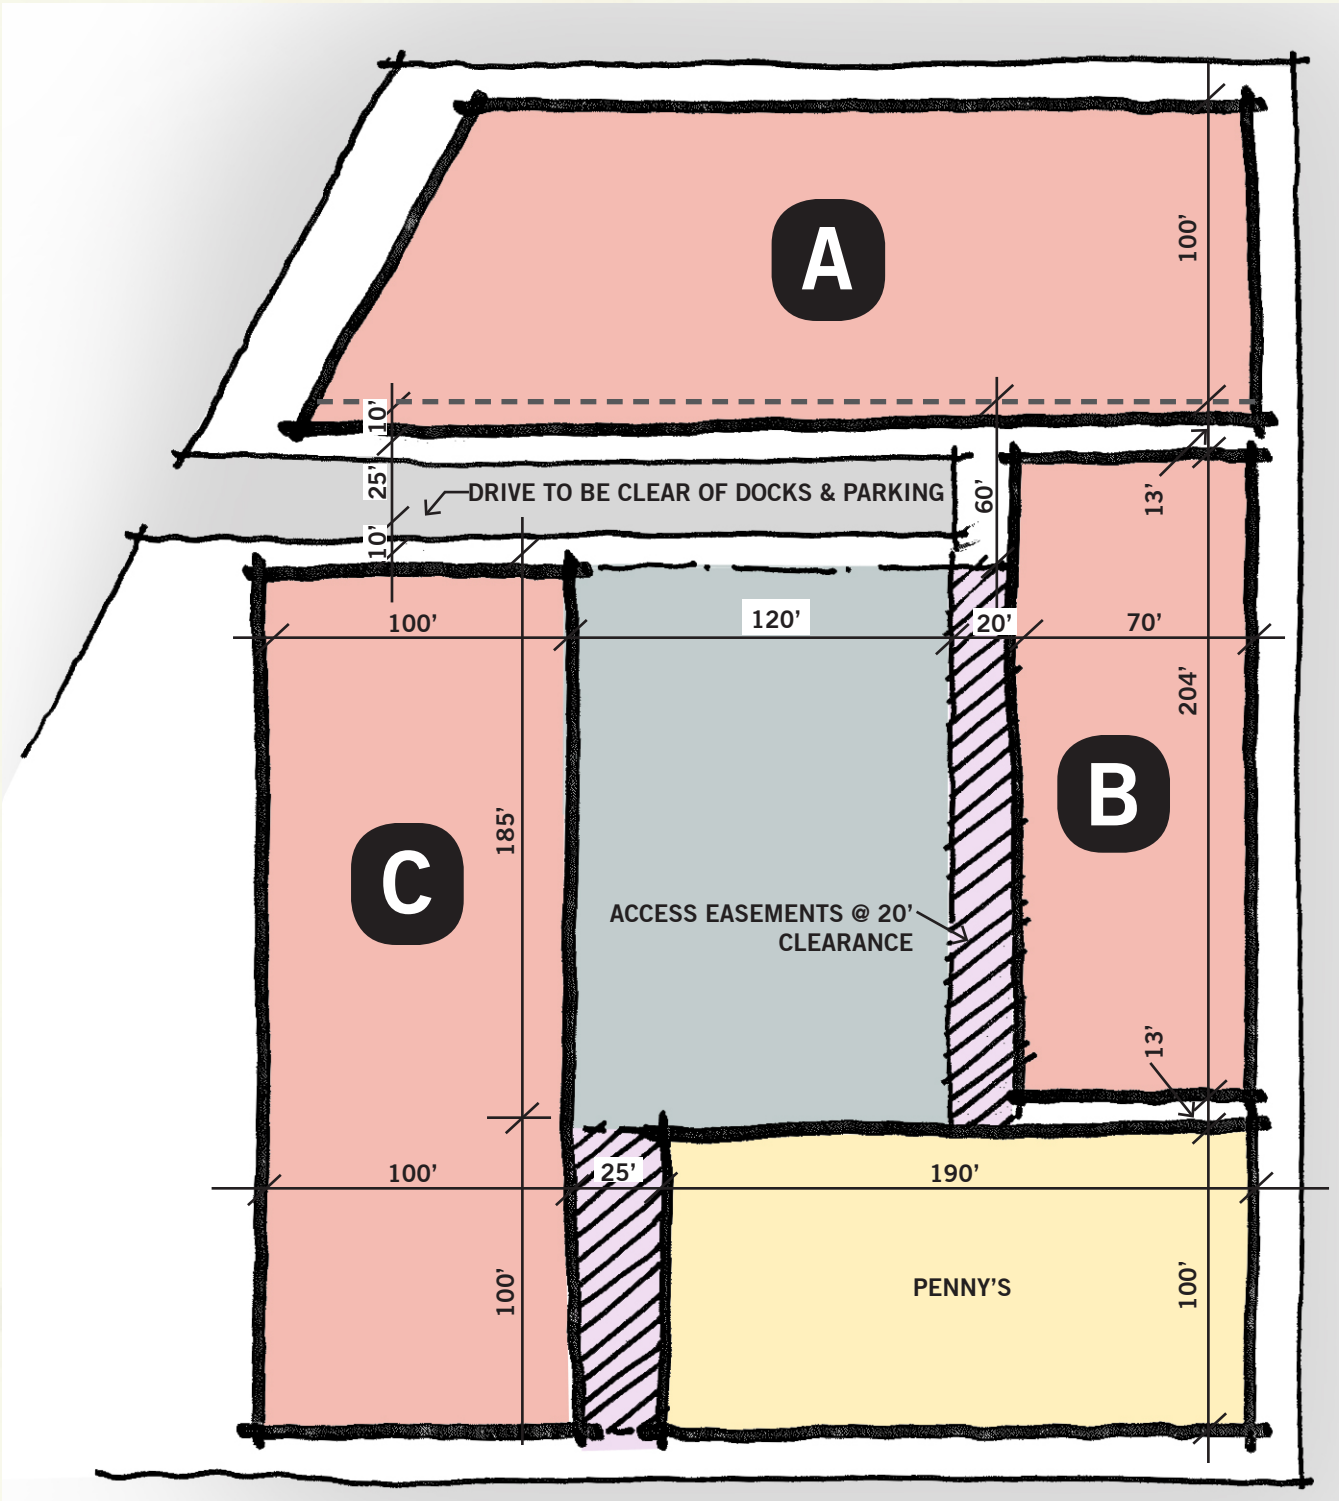 A
100'
10'
25'
DRIVE TO BE CLEAR OF DOCKS & PARKING
60'
13'
10'
100'
120'
20'
70'
204'
B
185'
C
ACCESS EASEMENTS @ 20'
CLEARANCE
13'
100'
25'
190'
100'
PENNY'S
100'